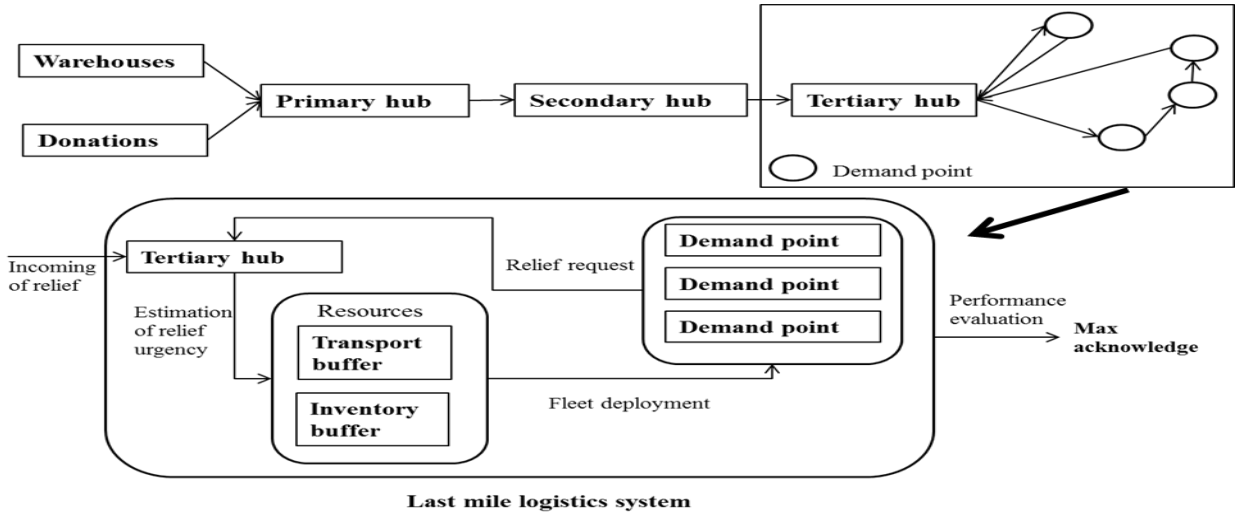 Warehouses
Donations
Primary hub
Secondary hub
Tertiary hub
Demand point
Incoming
of relief
Tertiary hub
Estimation
of relief
urgency
Resources
Transport
buffer
Inventory
buffer
Relief request
Fleet deployment
Demand point
Demand point
Demand point
Performance
evaluation
Max
acknowledge
Last mile logistics system